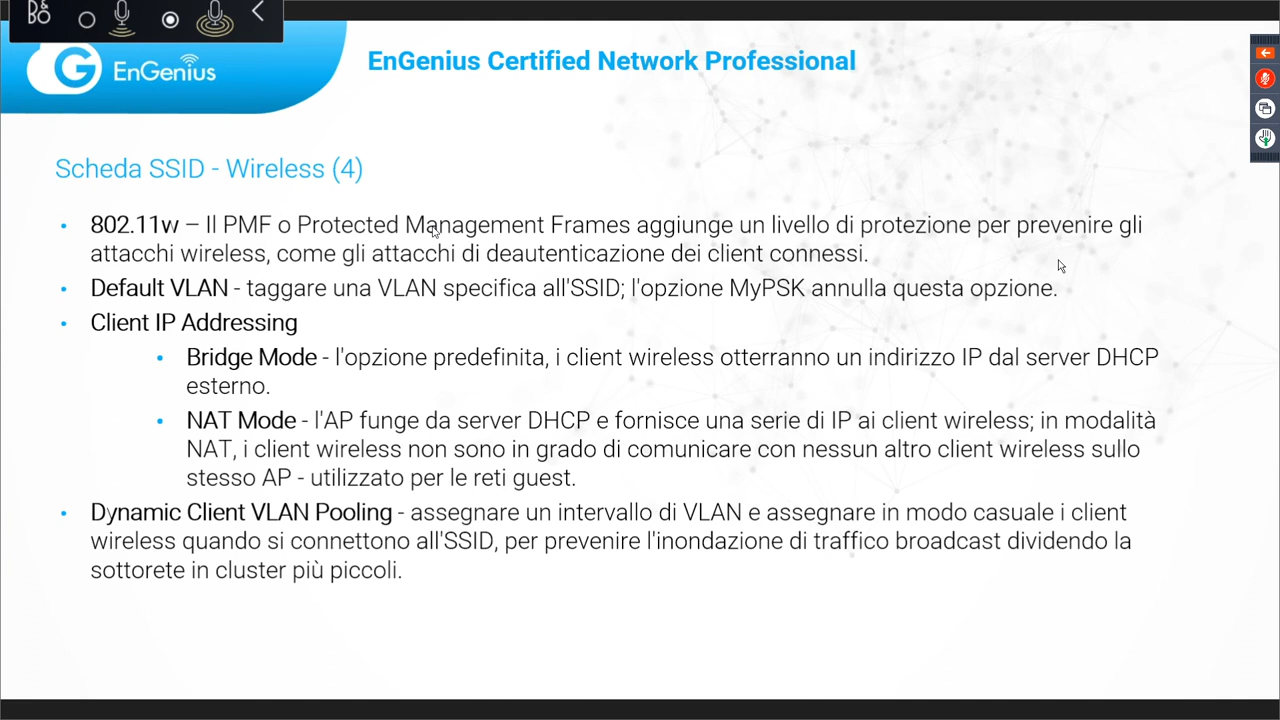 B&O
EnGenius
EnGenius Certified Network Professional
Scheda SSID - Wireless (4)
• 802.11w – Il PMF o Protected Management Frames aggiunge un livello di protezione per prevenire gli
attacchi wireless, come gli attacchi di deautenticazione dei client connessi.
• Default VLAN - taggare una VLAN specifica all'SSID; l'opzione MyPSK annulla questa opzione.
• Client IP Addressing
• Bridge Mode - l'opzione predefinita, i client wireless otterranno un indirizzo IP dal server DHCP
esterno.
• NAT Mode - l'AP funge da server DHCP e fornisce una serie di IP ai client wireless; in modalità
NAT, i client wireless non sono in grado di comunicare con nessun altro client wireless sullo
stesso AP - utilizzato per le reti guest.
• Dynamic Client VLAN Pooling - assegnare un intervallo di VLAN e assegnare in modo casuale i client
wireless quando si connettono all'SSID, per prevenire l'inondazione di traffico broadcast dividendo la
sottorete in cluster più piccoli.